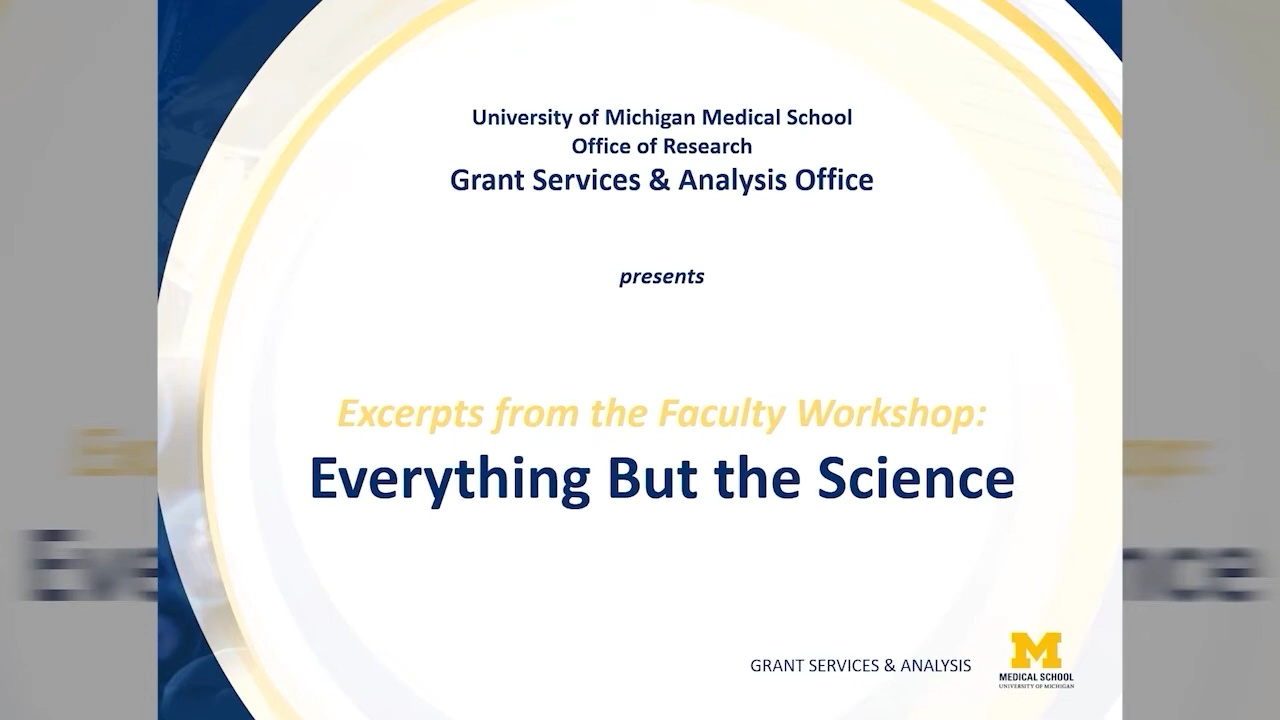 University of Michigan Medical School
Office of Research
Grant Services & Analysis Office
presents
Excerpts from the Faculty Workshop:
Everything But the Science
GRANT SERVICES & ANALYSIS
M
MEDICAL SCHOOL
UNIVERSITY OF MICHIGAN